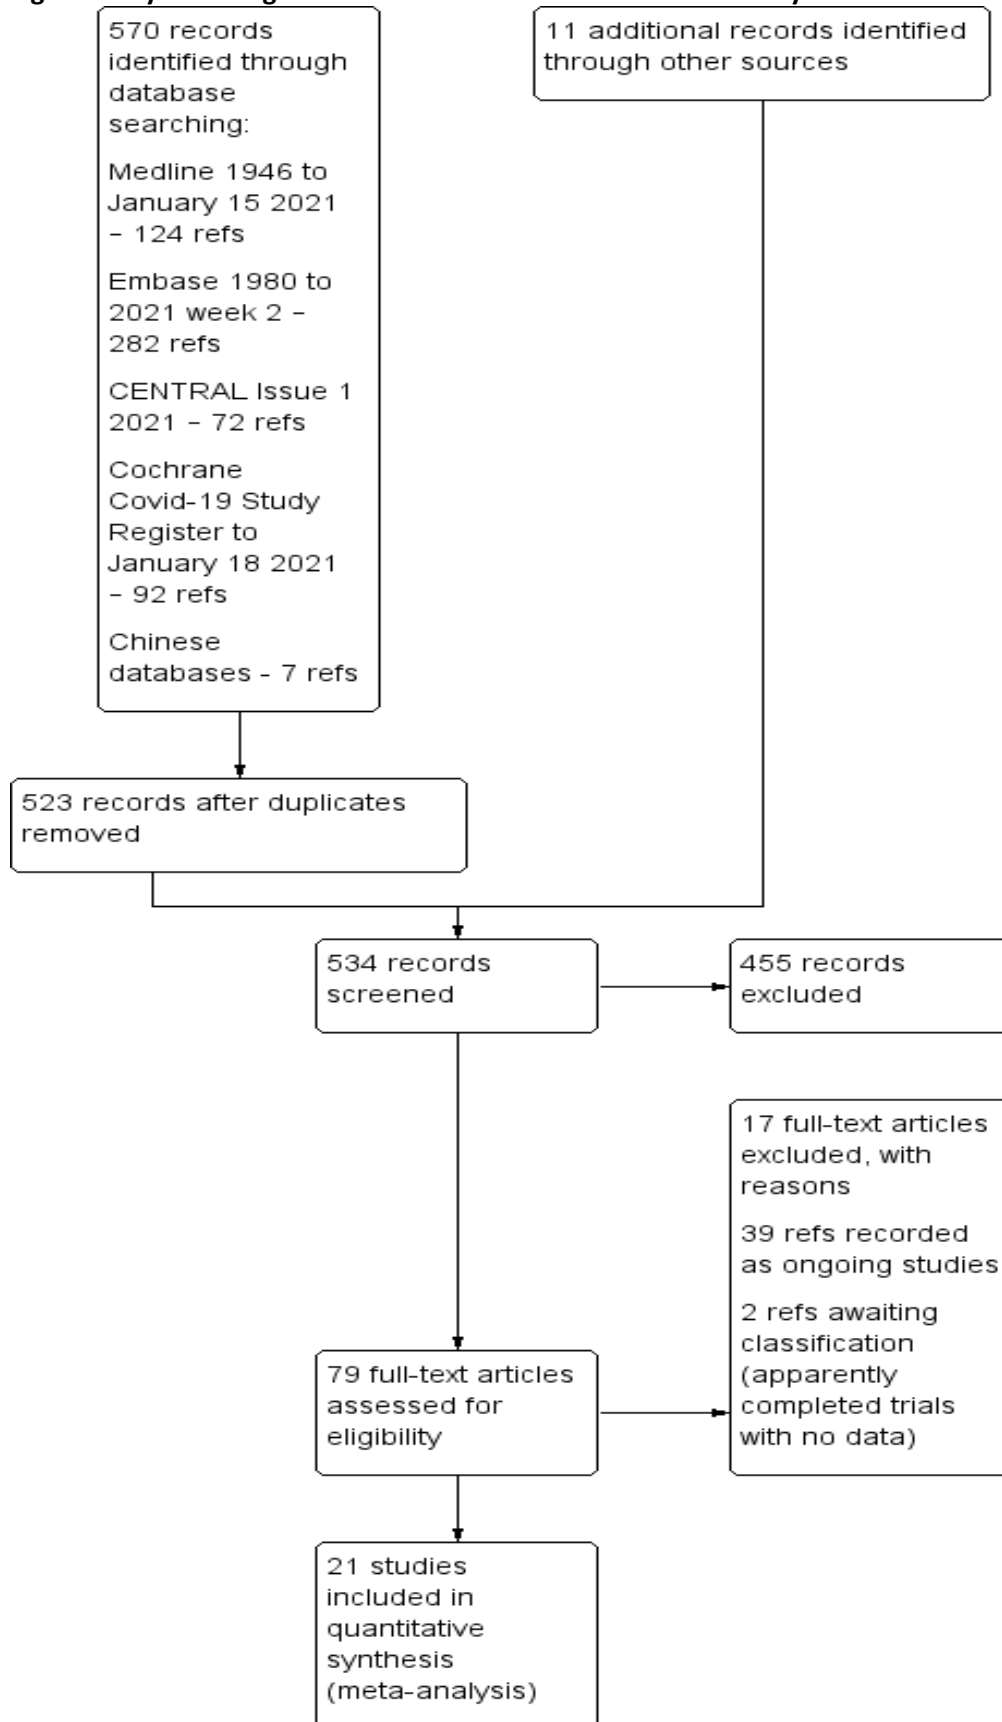 570 records
identified through
database
searching:
Medline 1946 to
January 15 2021
– 124 refs
Embase 1980 to
2021 week 2 –
282 refs
CENTRAL Issue 1
2021 – 72 refs
Cochrane
Covid-19 Study
Register to
January 18 2021
– 92 refs
Chinese
databases - 7 refs
11 additional records identified
through other sources
523 records after duplicates
removed
534 records
screened
455 records
excluded
17 full-text articles
excluded, with
reasons
39 refs recorded
as ongoing studies
2 refs awaiting
classification
(apparently
completed trials
with no data)
79 full-text articles
assessed for
eligibility
21 studies
included in
quantitative
synthesis
(meta-analysis)